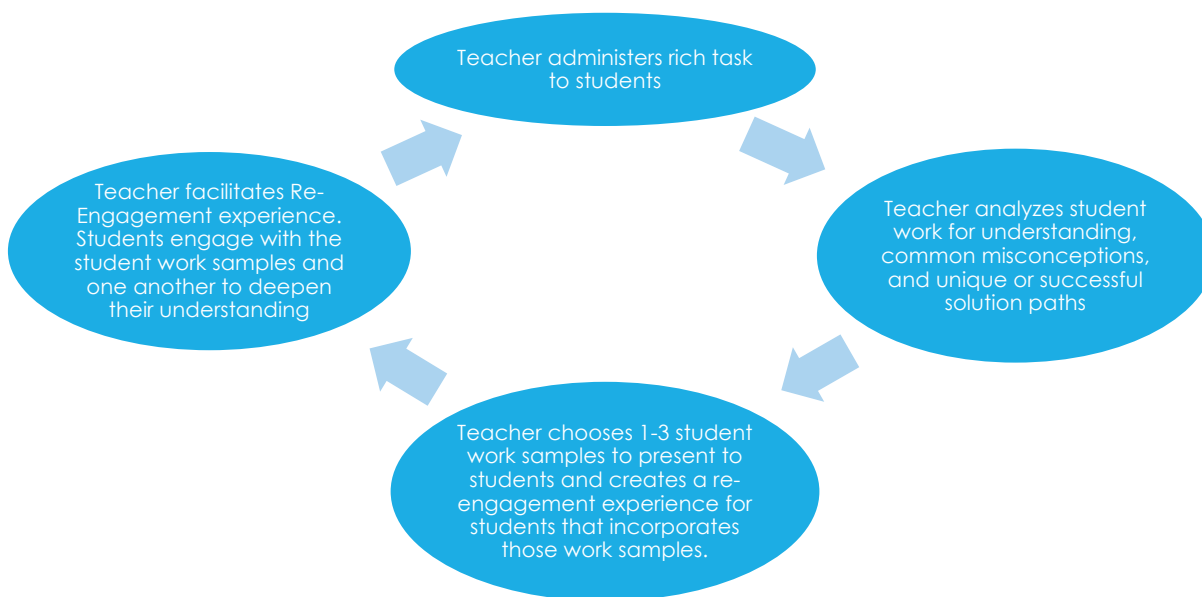 Teacher administers rich task
to students
Teacher analyzes student
work for understanding,
common misconceptions,
and unique or successful
solution paths
Teacher chooses 1-3 student
work samples to present to
students and creates a re-
engagement experience for
students that incorporates
those work samples.
Teacher facilitates Re-
Engagement experience.
Students engage with the
student work samples and
one another to deepen
their understanding